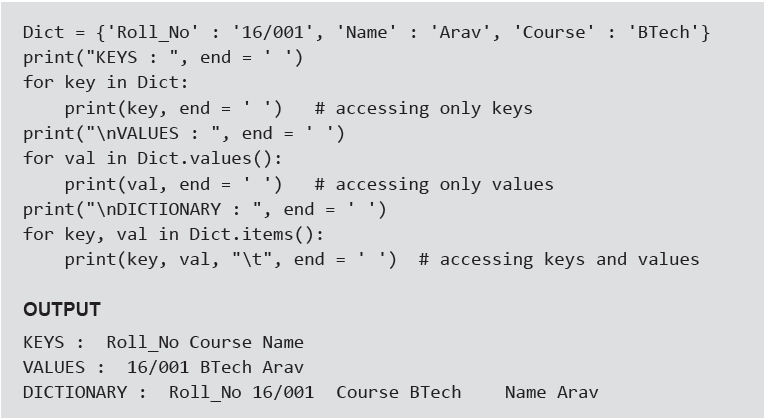 Dict = {'Roll_No' : '16/001', 'Name' : 'Arav', 'Course' : 'BTech'}
print("KEYS : ", end = ' ')
for key in Dict:
    print(key, end = ' ')   # accessing only keys
print("\nVALUES : ", end = ' ')
for val in Dict.values():
    print(val, end = ' ')   # accessing only values
print("\nDICTIONARY : ", end = ' ')
for key, val in Dict.items():
    print(key, val, "\t", end = ' ')  # accessing keys and values
OUTPUT
KEYS :  Roll_No Course Name
VALUES :  16/001 BTech Arav
DICTIONARY :  Roll_No 16/001  Course BTech    Name Arav